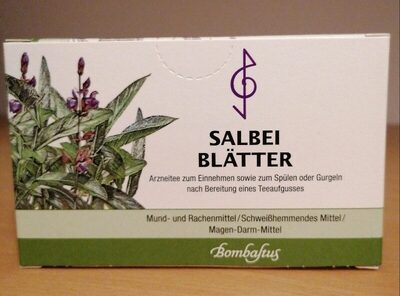 SALBEI
BLÄTTER
Arzneitee zum Einnehmen sowie zum Spülen oder Gurgeln
nach Bereitung eines Teeaufgusses
Mund- und Rachenmittel/Schweißhemmendes Mittel/
Magen-Darm-Mittel
Bombastus